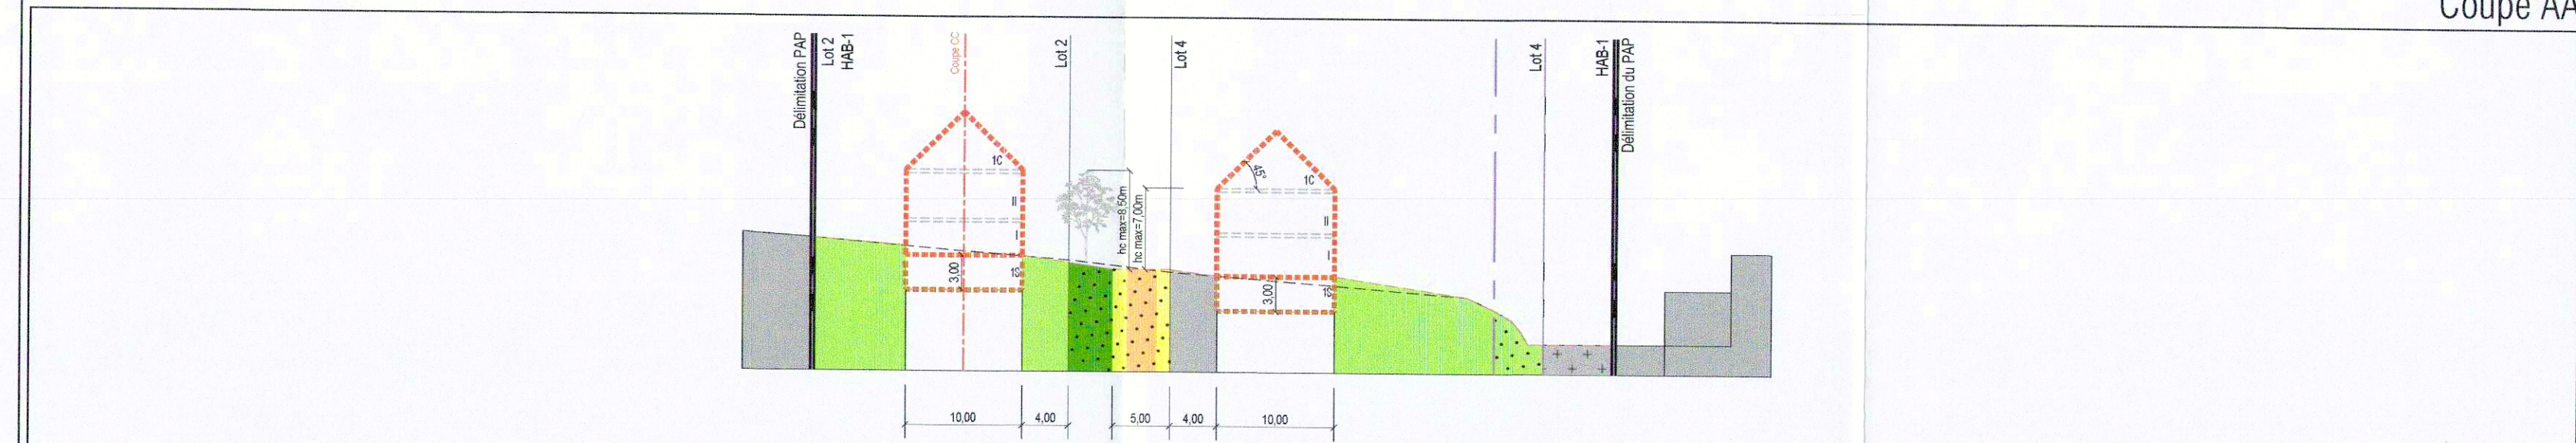 Coupe AA
Délimitation PAP
Lot 2
HAB-1
Coupe CC
Lot 2
Lot 4
Lot 4
HAB-1
Délimitation du PAP
1C
II
I
1S
3,00
hc max=8,50m
hc max=7,00m
45°
1C
II
I
1S
3,00
10,00
4,00
5,00
4,00
10,00